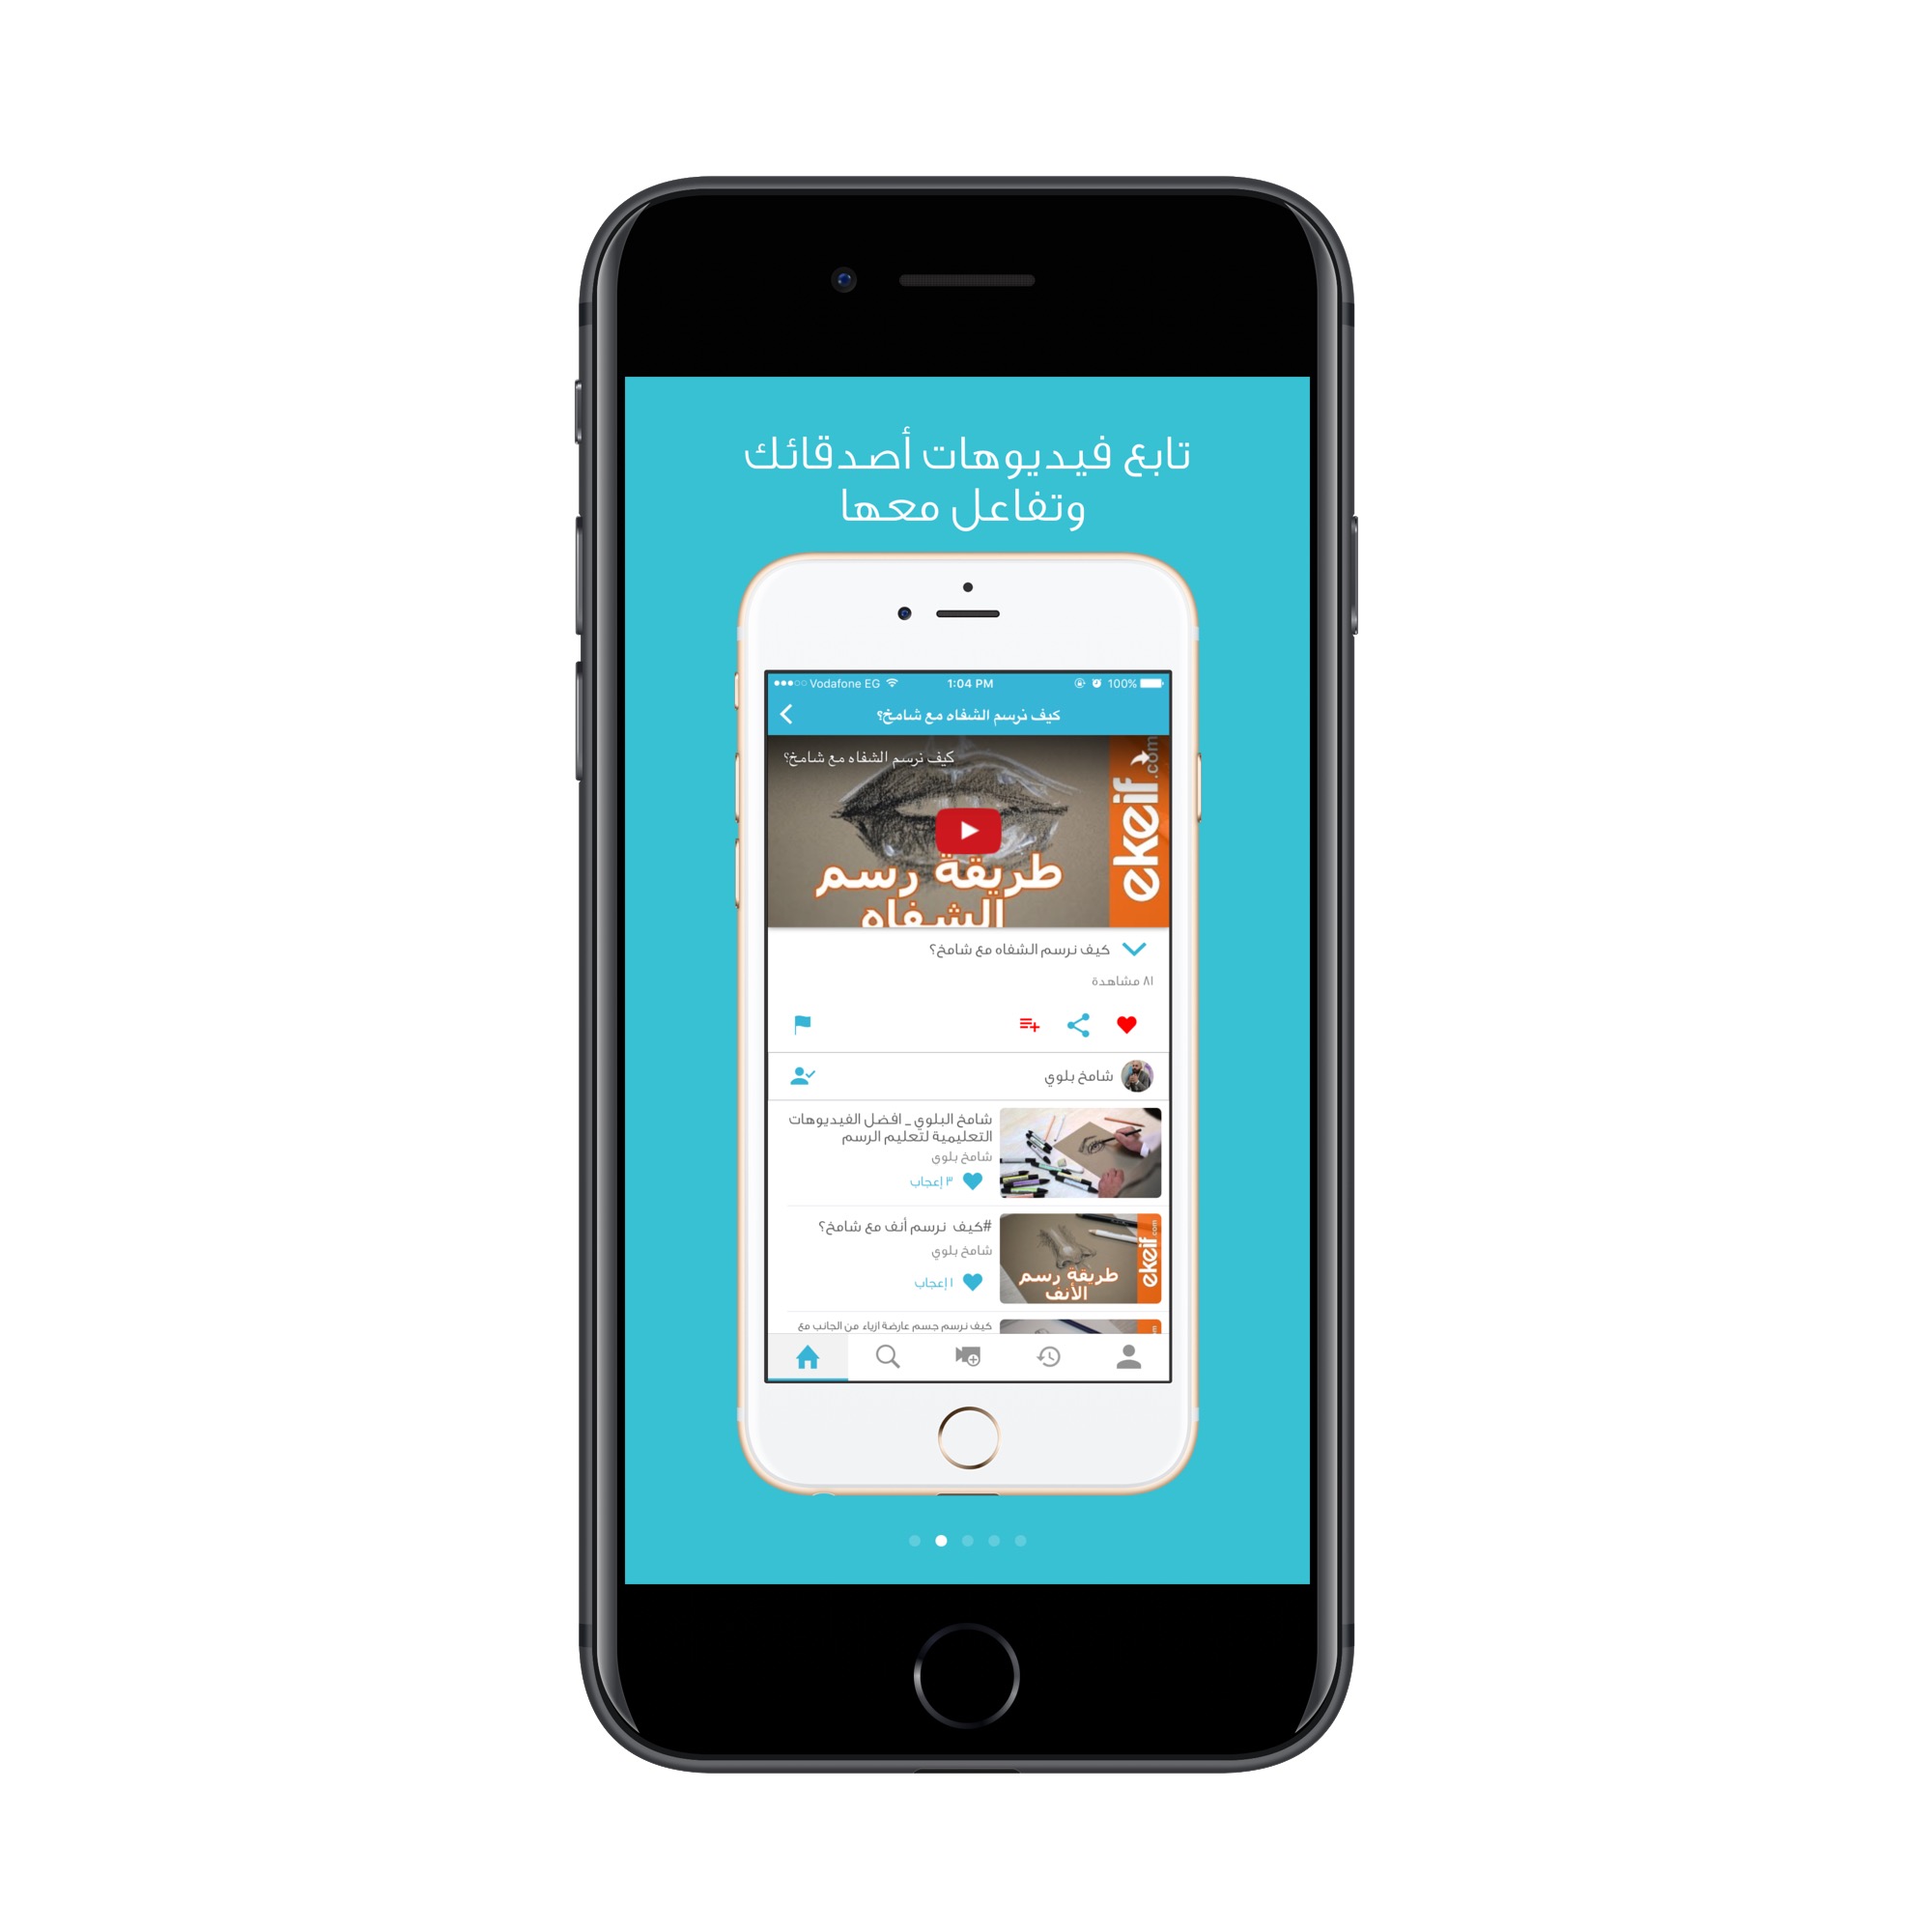 تابع فيديوهات أصدقائك
وتفاعل معها
Vodafone EG
1:04 PM
100%
كيف نرسم الشفاه مع شامخ؟
كيف نرسم الشفاه مع شامخ؟
ekeif.com
طريقة رسم
الشفاه
كيف نرسم الشفاه مع شامخ؟
٨١ مشاهدة
شامخ بلوي
شامخ البلوي _ افضل الفيديوهات
التعليمية لتعليم الرسم
شامخ بلوي
٣ إعجاب
#كيف نرسم أنف مع شامخ؟
شامخ بلوي
١ إعجاب
ekeif.com
طريقة رسم
الأنف
كيف نرسم جسم عارضة ازياء من الجانب مع